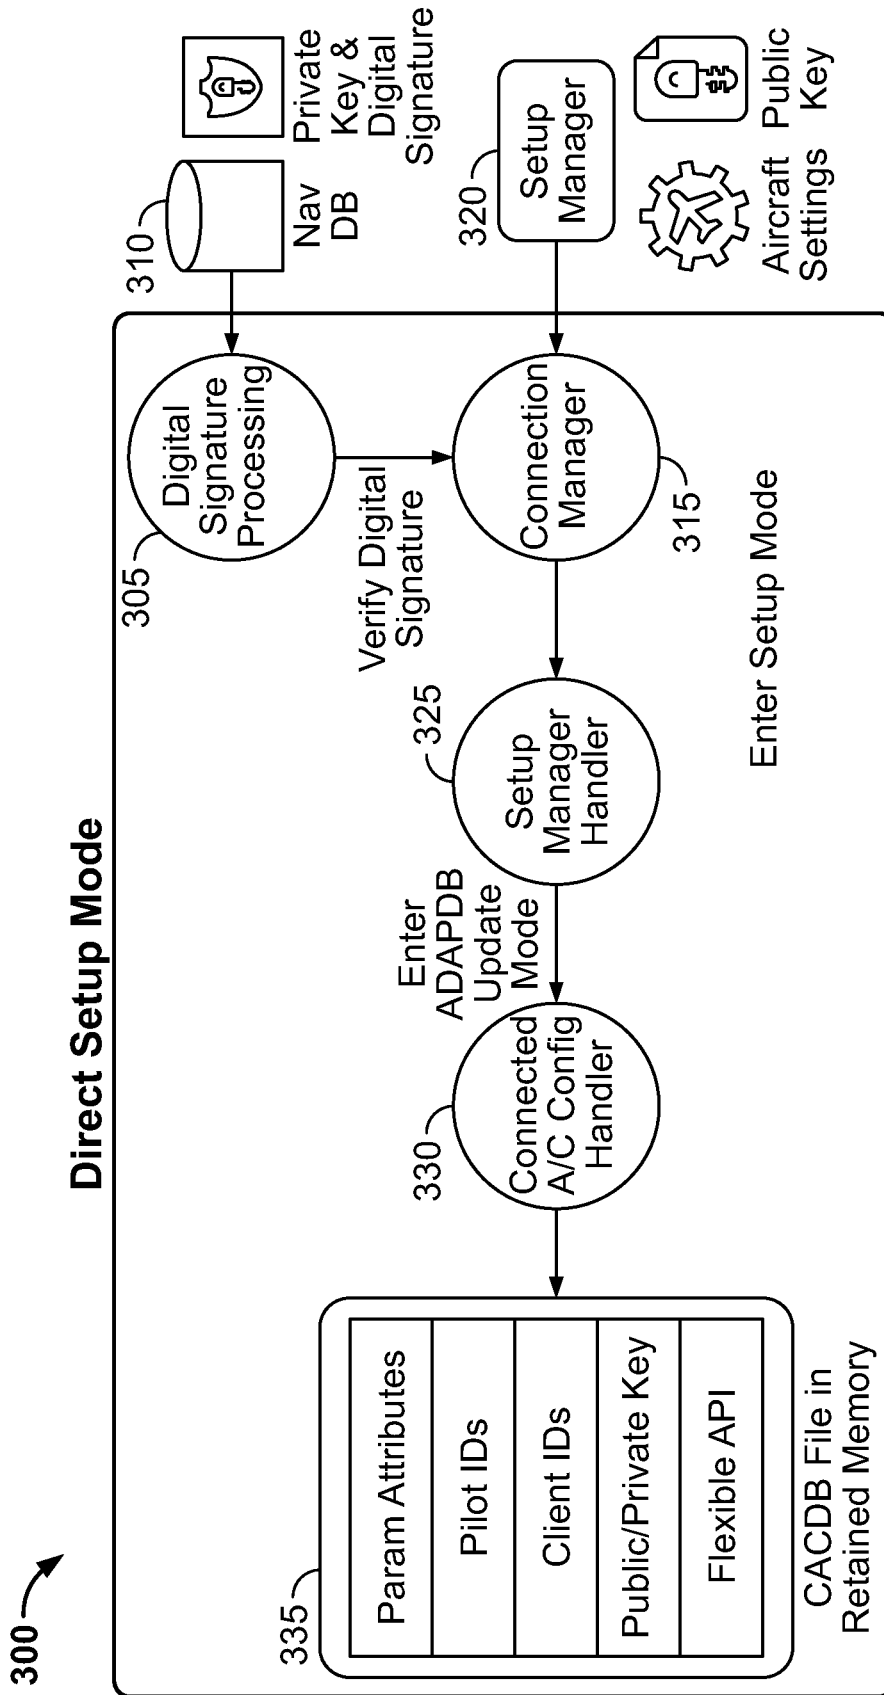 300
Direct Setup Mode
335
Param Attributes
Pilot IDs
Client IDs
Public/Private Key
Flexible API
CACDB File in
Retained Memory
330
Connected
A/C Config
Handler
Enter
ADAPDB
Update
Mode
325
Setup
Manager
Handler
305
Digital
Signature
Processing
Verify Digital
Signature
Connection
Manager
315
Enter Setup Mode
310
Nav
DB
Private
Key &
Digital
Signature
320
Setup
Manager
Aircraft
Settings
Public
Key